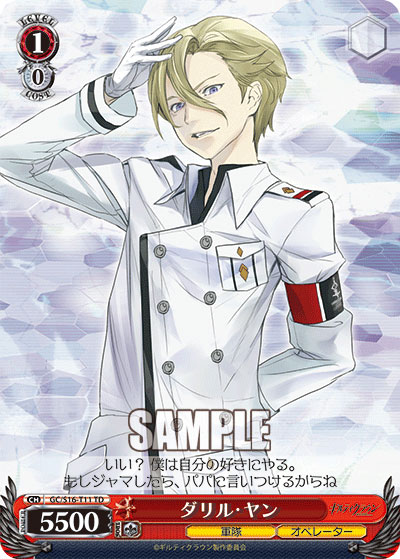 LEVEL
1
0
COST
SAMPLE
いい? 僕は自分の好きにやる。
もしジャマしたら、パパに言いつけるからね
CH
GC/S16-T11 TD
5500
ダリル・ヤン
軍隊
オペレーター
©ギルティクラウン製作委員会